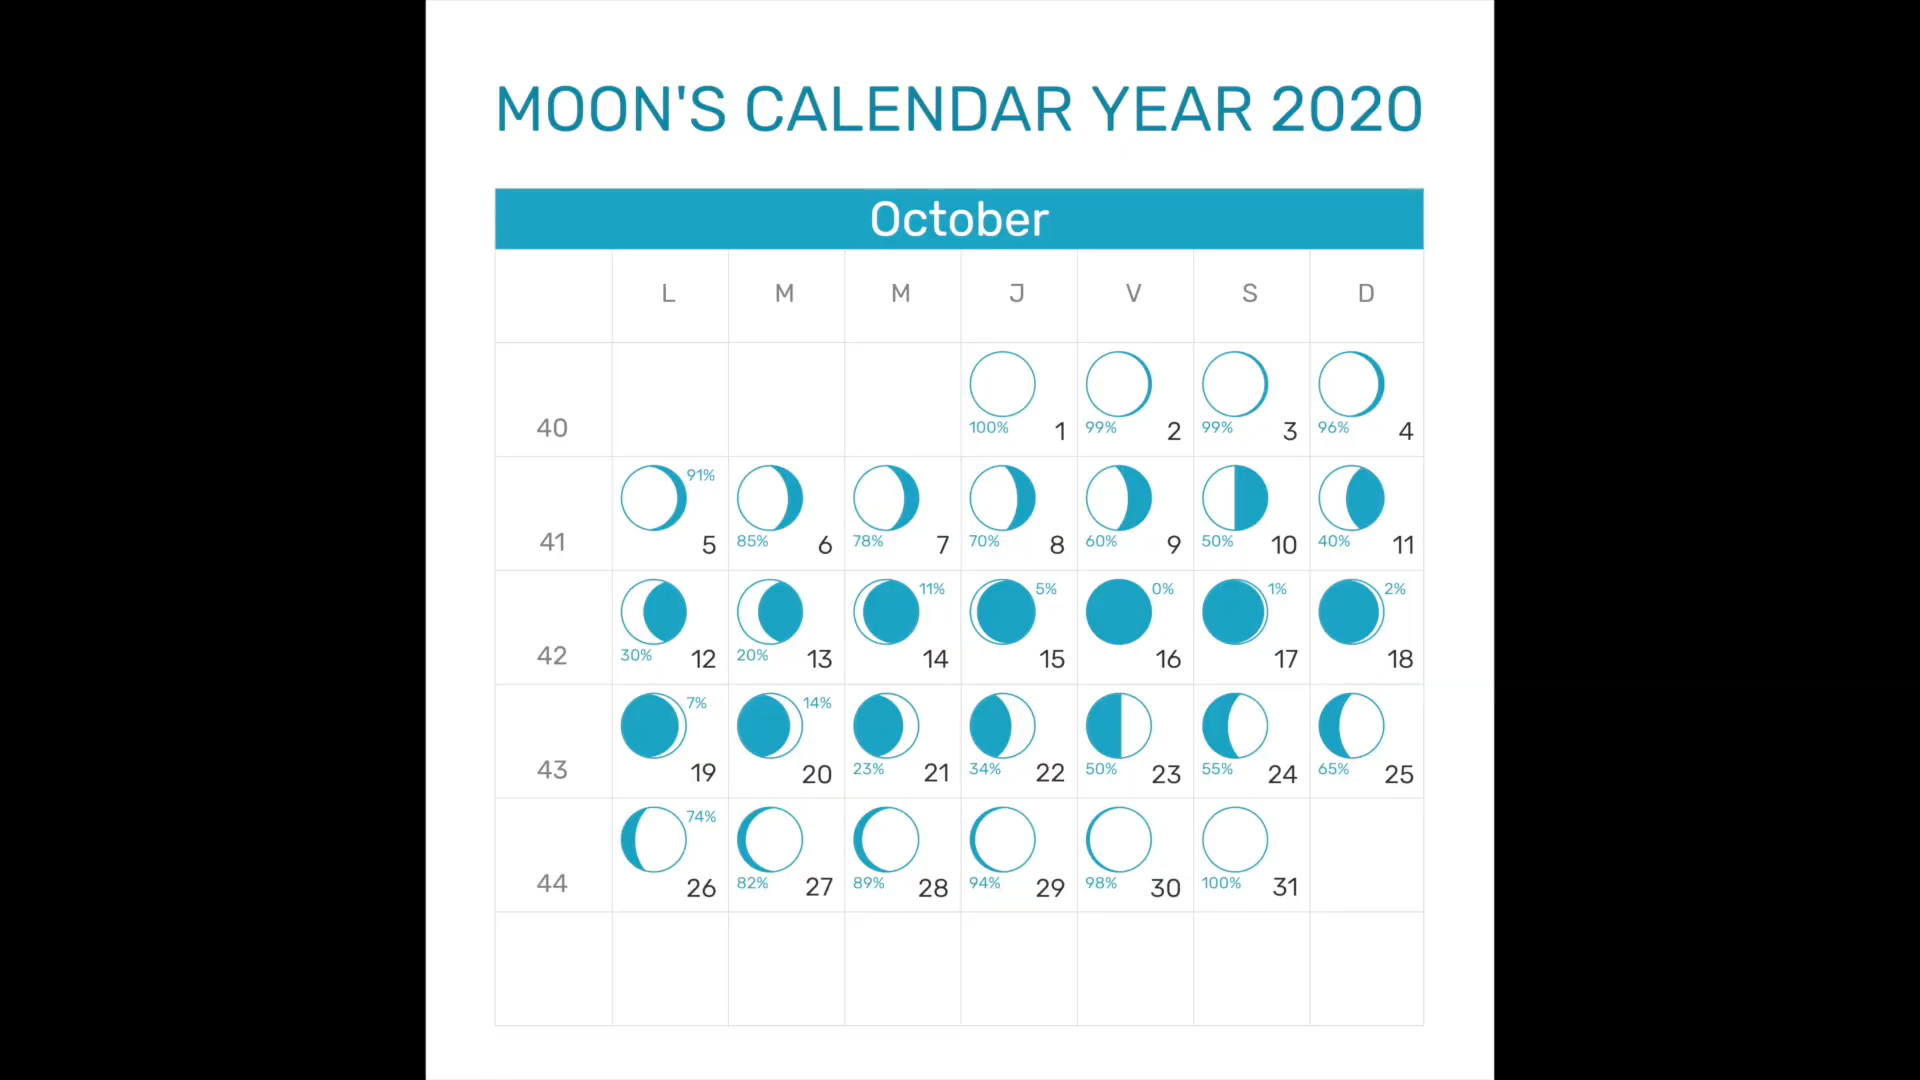 MOON'S CALENDAR YEAR 2020
October
L M M J V S D
40
100% 1 99% 2 99% 3 96% 4
41
91% 5 85% 6 78% 7 70% 8 60% 9 50% 10 40% 11
42
30% 12 20% 13 11% 14 5% 15 0% 16 1% 17 2% 18
43
7% 19 14% 20 23% 21 34% 22 50% 23 55% 24 65% 25
44
74% 26 82% 27 89% 28 94% 29 98% 30 100% 31